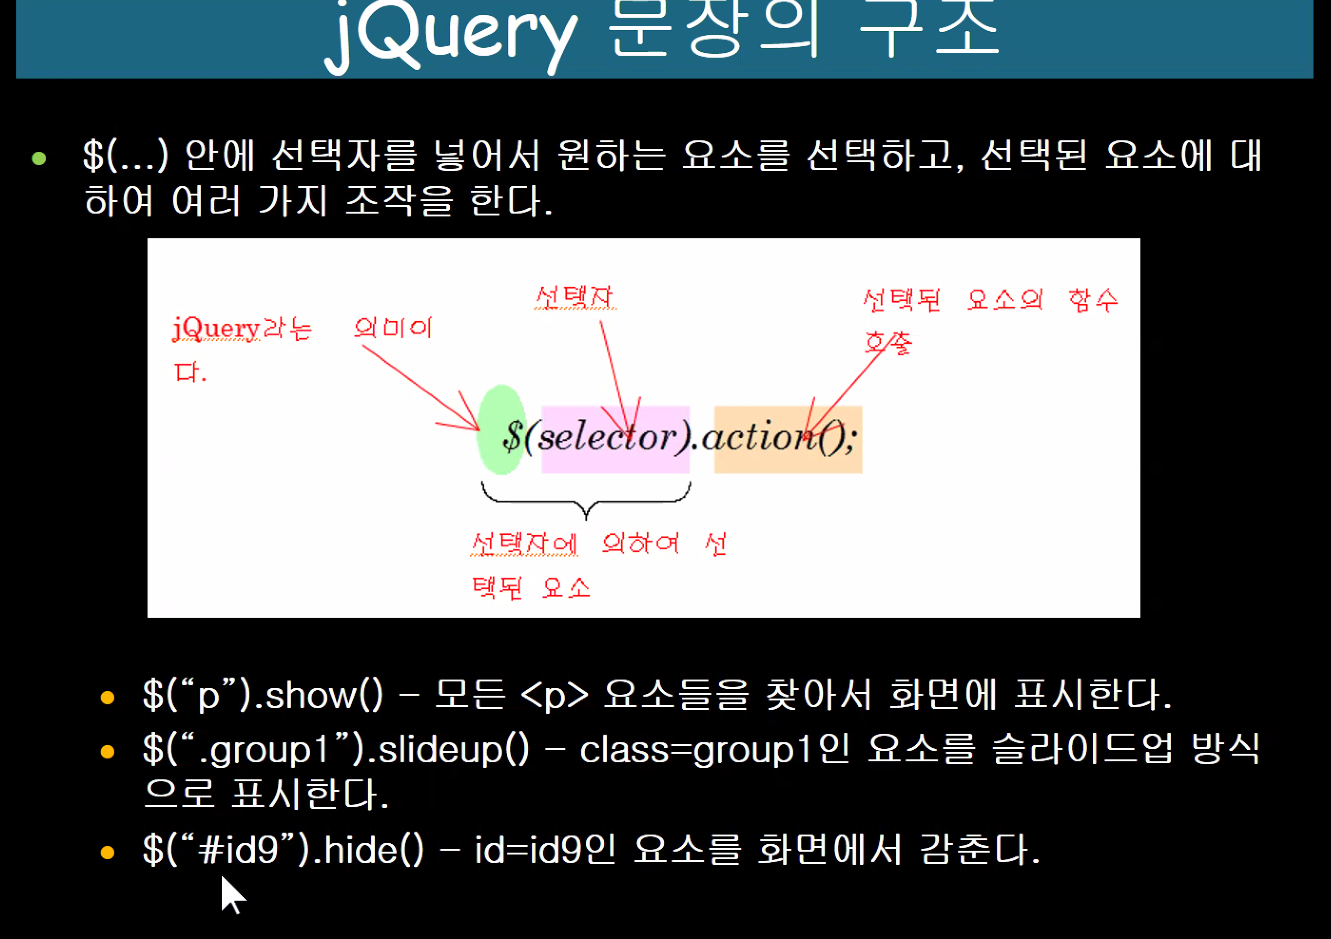 jQuery 문장의 구조
$(...) 안에 선택자를 넣어서 원하는 요소를 선택하고, 선택된 요소에 대
하여 여러 가지 조작을 한다.
jQuery라는 의미이
다.
선택자
선택된 요소의 함수
호출
$(selector).action();
선택자에 의하여 선
택된 요소
$(“p”).show() – 모든 <p> 요소들을 찾아서 화면에 표시한다.
$(“.group1”).slideup() – class=group1인 요소를 슬라이드업 방식
으로 표시한다.
$(“#id9”).hide() – id=id9인 요소를 화면에서 감춘다.